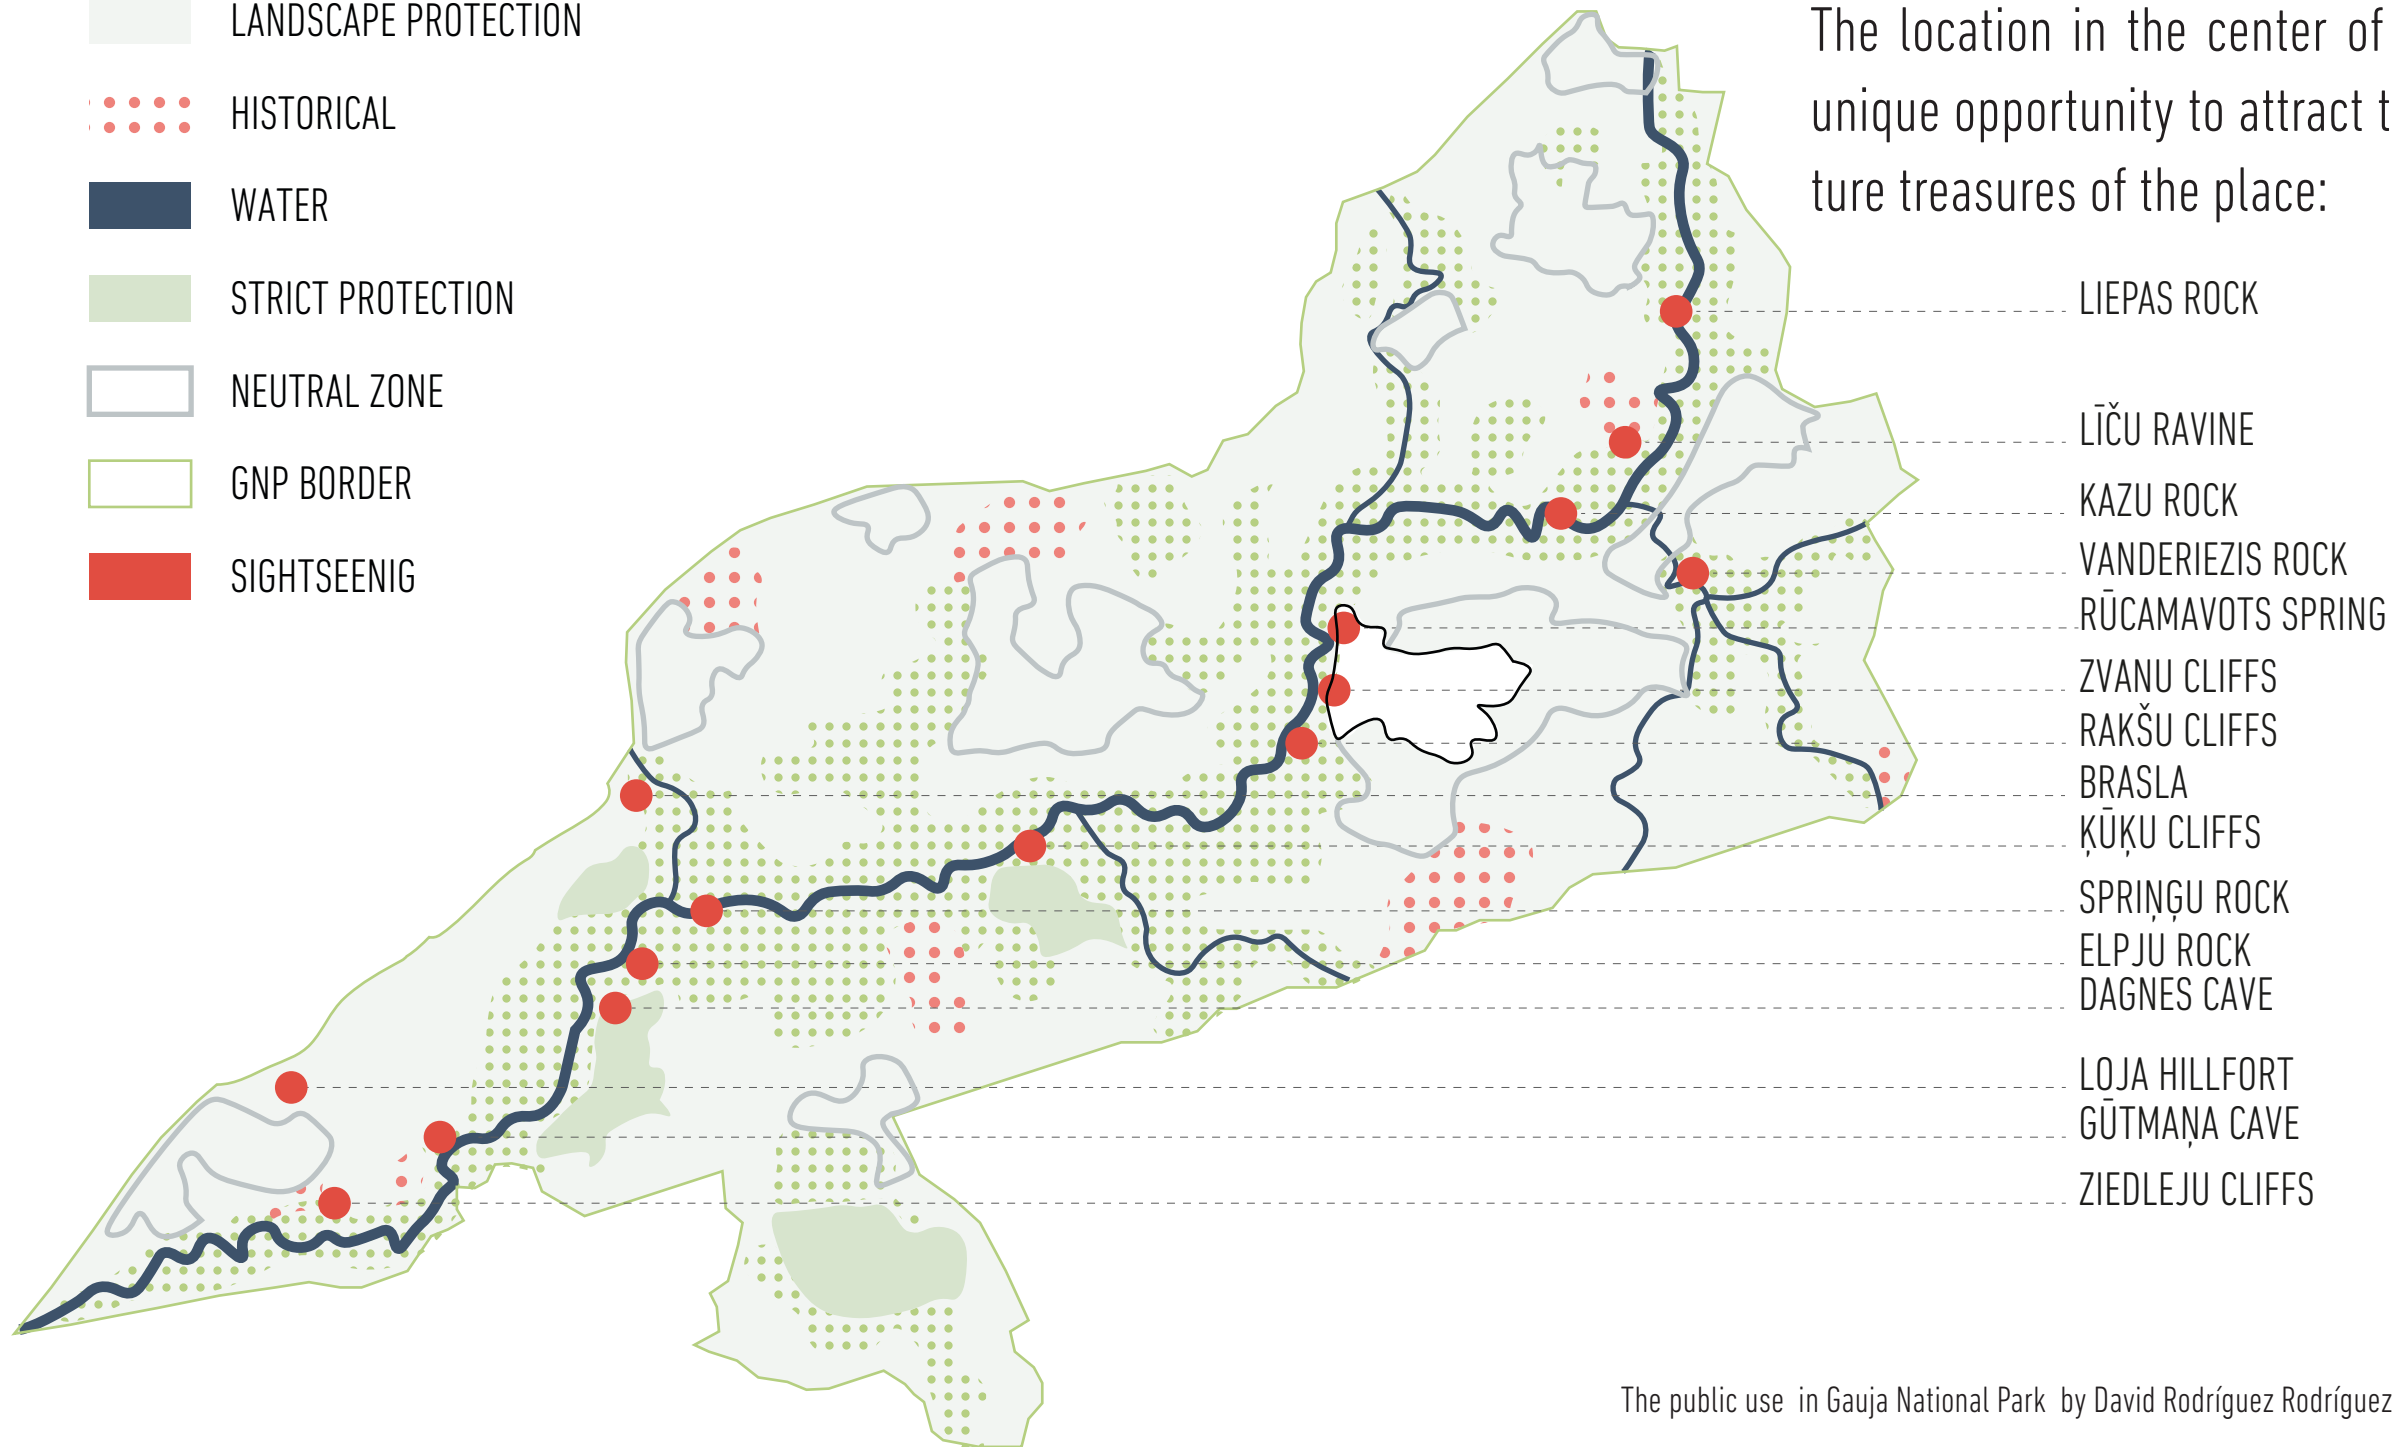 LANDSCAPE PROTECTION
HISTORICAL
WATER
STRICT PROTECTION
NEUTRAL ZONE
GNP BORDER
SIGHTSEENIG
The location in the center of
unique opportunity to attract t
ture treasures of the place:
LIEPAS ROCK
LĪČU RAVINE
KAZU ROCK
VANDERIEZIS ROCK
RŪCAMAVOTS SPRING
ZVANU CLIFFS
RAKŠU CLIFFS
BRASLA
ĶŪĶU CLIFFS
SPRIŅĢU ROCK
ELPJU ROCK
DAGNES CAVE
LOJA HILLFORT
GŪTMAŅA CAVE
ZIEDLEJU CLIFFS
The public use in Gauja National Park by David Rodríguez Rodríguez